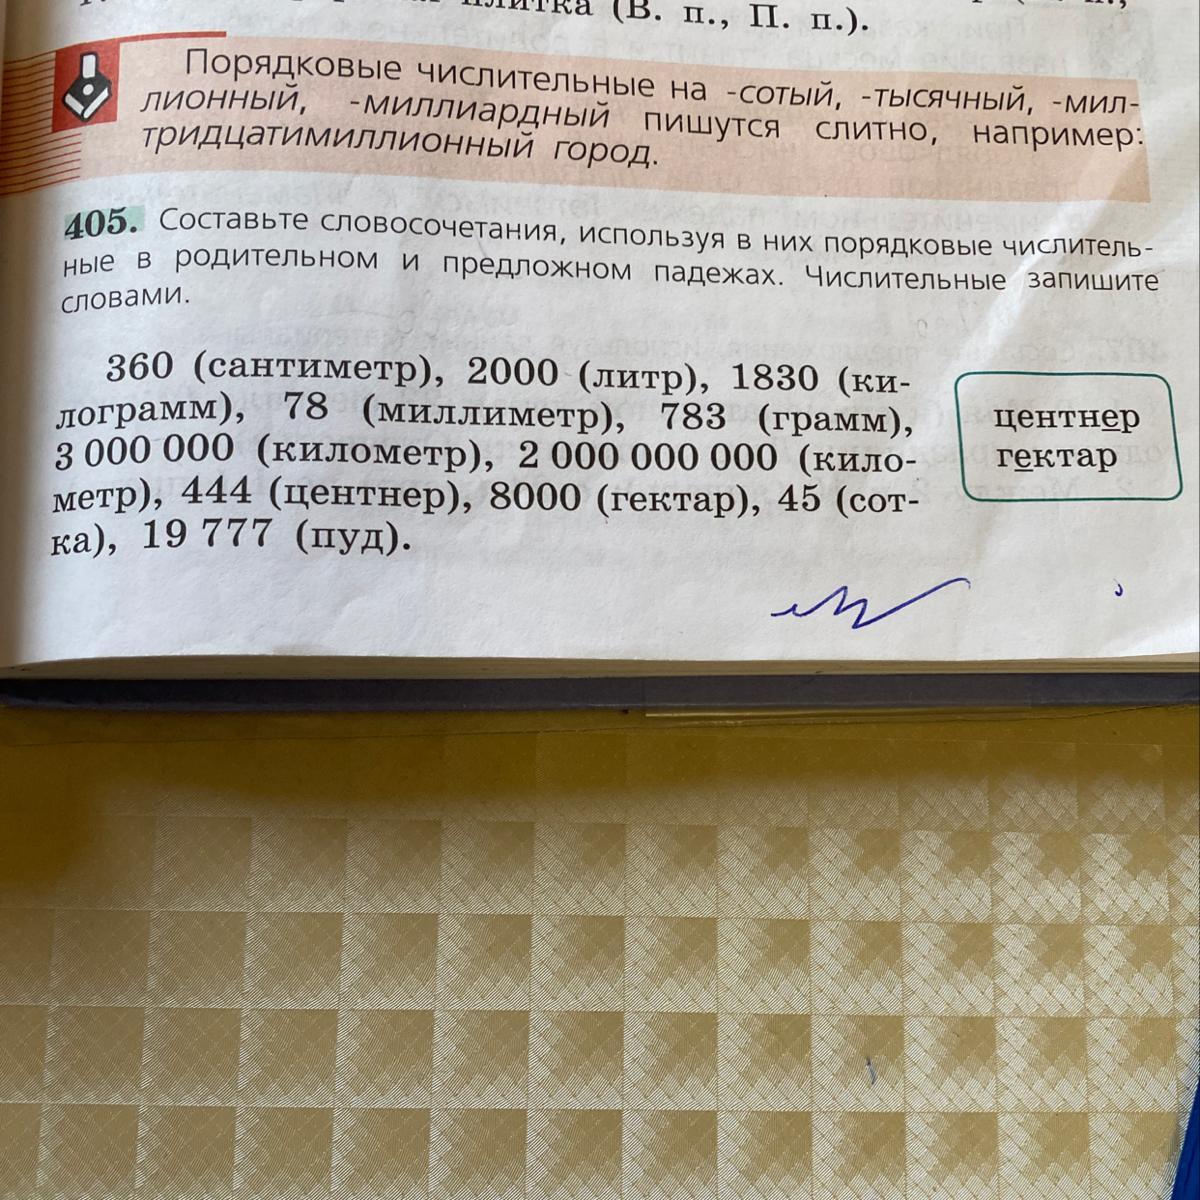 плитка (В. п., П. п.).
Порядковые числительные на -сотый, -тысячный, -мил-
лионный, -миллиардный пишутся слитно, например:
тридцатимиллионный город.
405. Составьте словосочетания, используя в них порядковые числитель-
ные в родительном и предложном падежах. Числительные запишите
словами.
360 (сантиметр), 2000 (литр), 1830 (ки-
лограмм), 78 (миллиметр), 783 (грамм),
3 000 000 (километр), 2 000 000 000 (кило-
метр), 444 (центнер), 8000 (гектар), 45 (сот-
ка), 19 777 (пуд).
центнер
гектар